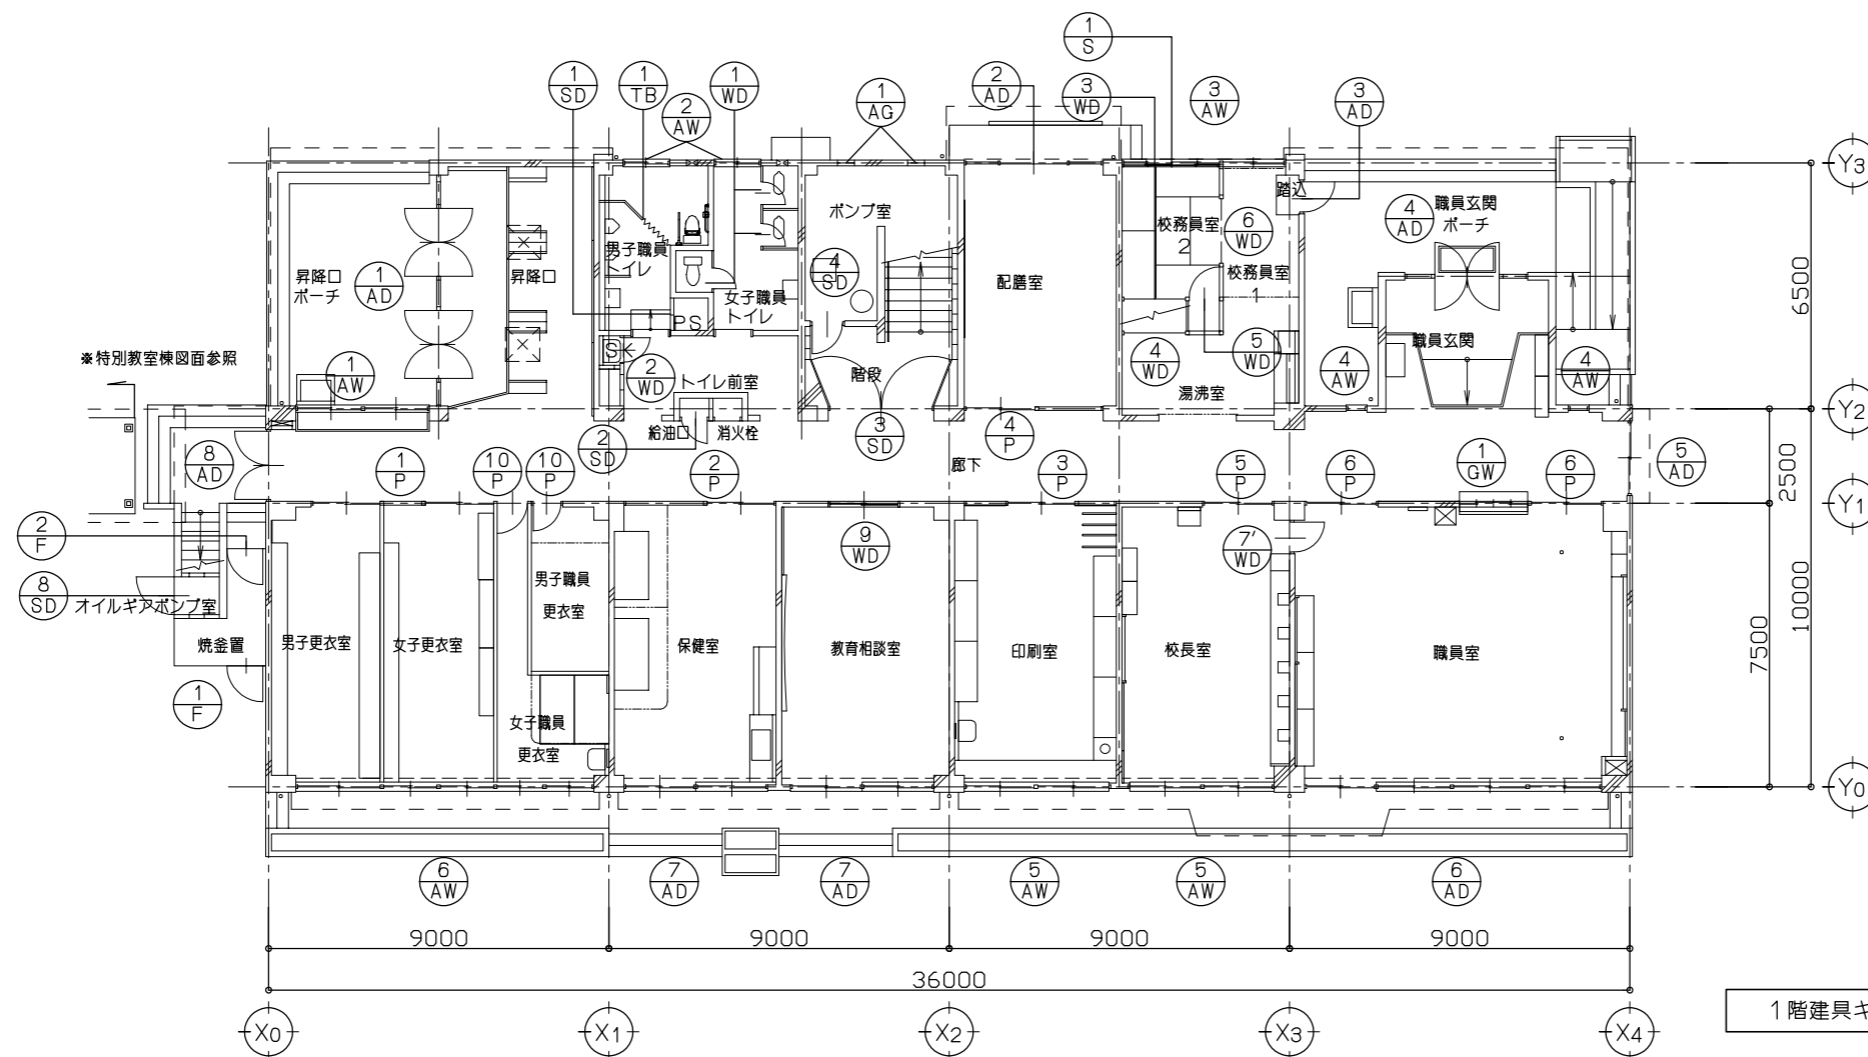 1
S
1
SD
1
TB
1
WD
2
AW
1
AG
2
AD
3
WD
3
AW
3
AD
Y3
踏込
ポンプ室
校務員室
2
6
WD
4
AD
職員玄関
ポーチ
男子職員
トイレ
4
SD
配膳室
校務員室
1
昇降口
ポーチ
1
AD
昇降口
女子職員
トイレ
PS
6500
※特別教室棟図面参照
1
AW
S
2
WD
トイレ前室
階段
4
WD
5
WD
湯沸室
職員玄関
4
AW
4
AW
Y2
給油口
消火栓
2
SD
3
SD
4
P
8
AD
1
P
10
P
10
P
2
P
廊下
3
P
5
P
6
P
1
GW
6
P
5
AD
2500
Y1
2
F
9
WD
7'
WD
8
SD
オイルギアポンプ室
男子職員
更衣室
10000
7500
焼釜置
男子更衣室
女子更衣室
保健室
教育相談室
印刷室
校長室
職員室
1
F
女子職員
更衣室
Y0
6
AW
7
AD
7
AD
5
AW
5
AW
6
AD
9000
9000
9000
9000
36000
X0
X1
X2
X3
X4
1階建具キ